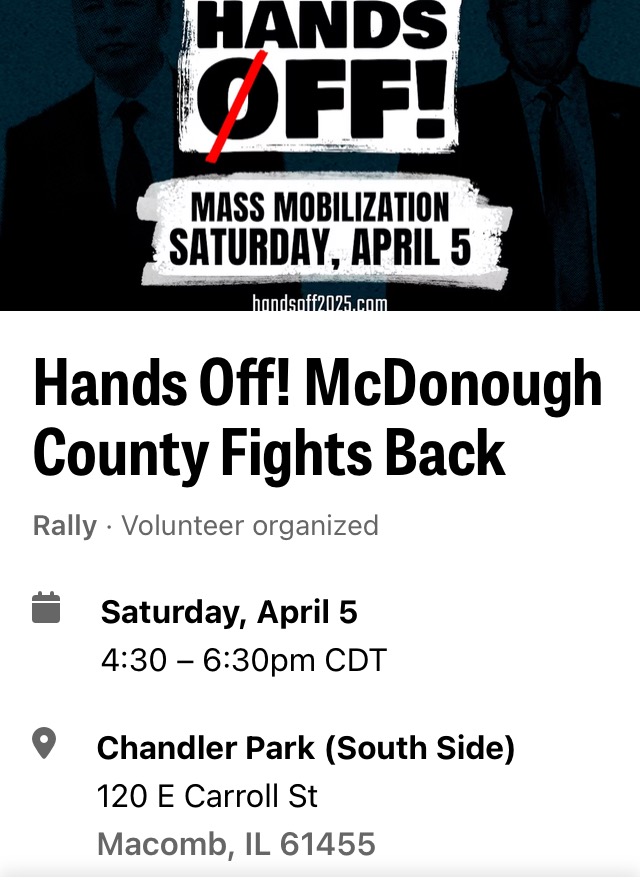 HANDS
OFF!
MASS MOBILIZATION
SATURDAY, APRIL 5
handsoff2025.com
Hands Off! McDonough
County Fights Back
Rally · Volunteer organized
Saturday, April 5
4:30 – 6:30pm CDT
Chandler Park (South Side)
120 E Carroll St
Macomb, IL 61455